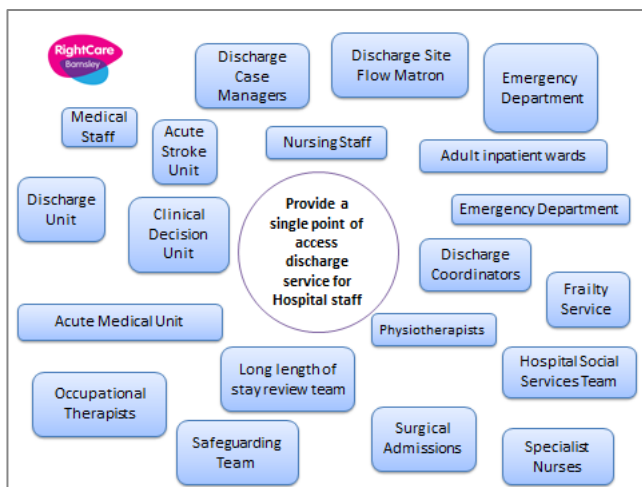 RightCare
Barnsley
Discharge
Case
Managers
Discharge Site
Flow Matron
Emergency
Department
Medical
Staff
Acute
Stroke
Unit
Nursing Staff
Adult inpatient wards
Discharge
Unit
Clinical
Decision
Unit
Provide a
single point of
access
discharge
service for
Hospital staff
Emergency Department
Discharge
Coordinators
Frailty
Service
Acute Medical Unit
Physiotherapists
Long length of
stay review team
Hospital Social
Services Team
Occupational
Therapists
Safeguarding
Team
Surgical
Admissions
Specialist
Nurses